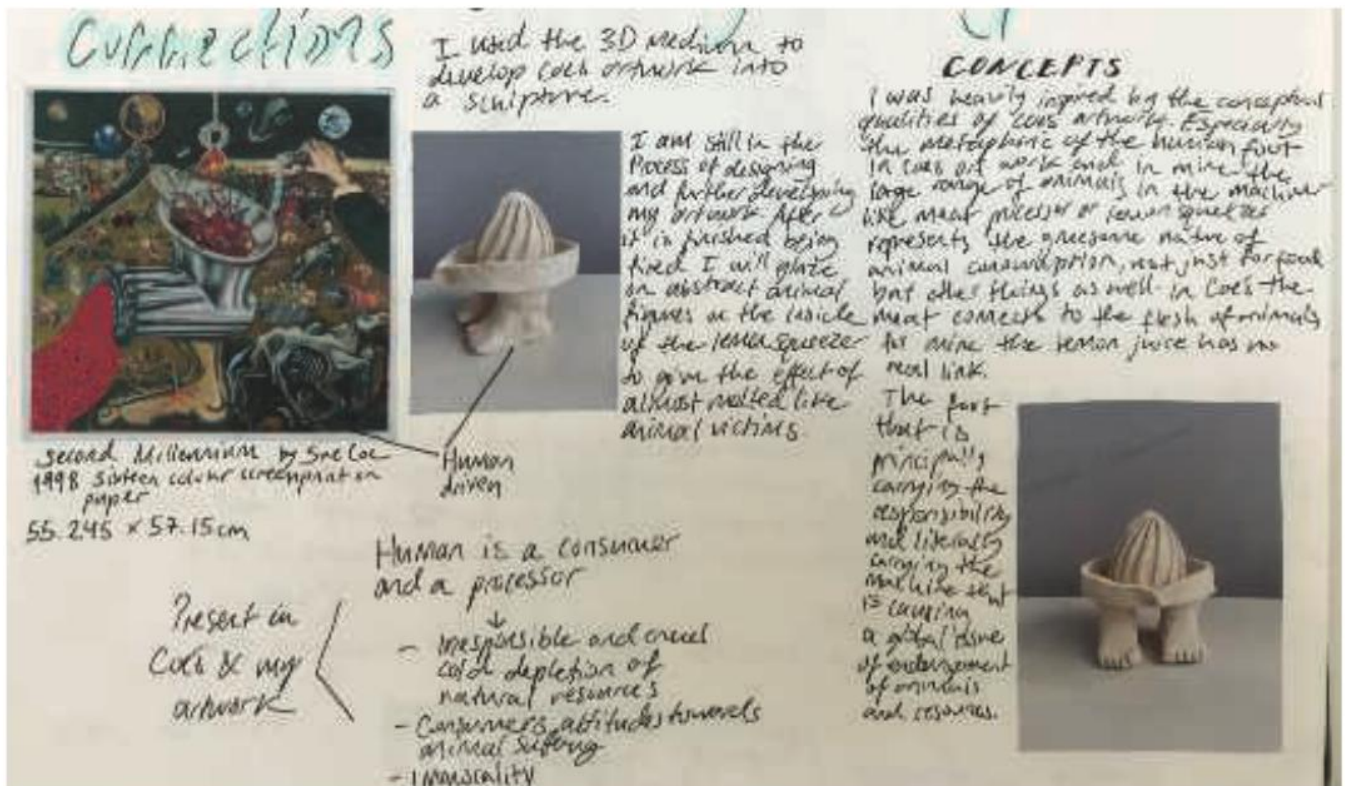 Connections
I used the 3D medium to
develop Coes artwork into
a sculpture.
I am still in the
process of designing
and further developing
my artwork After
it is finished being
fired I will glaze
on abstract animal
figures on the inside
of the lemon squeezer
to give the effect of
almost melted like
animal victims.
second Millennium by Sue Coe
1998 sixteen colour screenprint on
paper
55.245 × 57.15cm
Human
driven
Human is a consumer
and a processor
Present in
Coes & my
artwork
- irresponsible and cruel
cold depletion of
natural resources
- Consumers attitudes towards
animal suffering
- Immorality
CONCEPTS
I was heavily inspired by the conceptual
qualities of Coes artwork. Especially
the metaphoric of the human foot
in Coes art work and in mine the
large range of animals in the machine
like meat processor or lemon squeezer
represents the gruesome nature of
animal consumption, not just for food
but other things as well. in Coes the
meat connects to the flesh of animals
for mine the lemon juice has no
real link.
The foot
that is
principally
carrying the
responsibility
and literally
carrying the
machine that
is causing
a global issue
of
of animals
and resources.